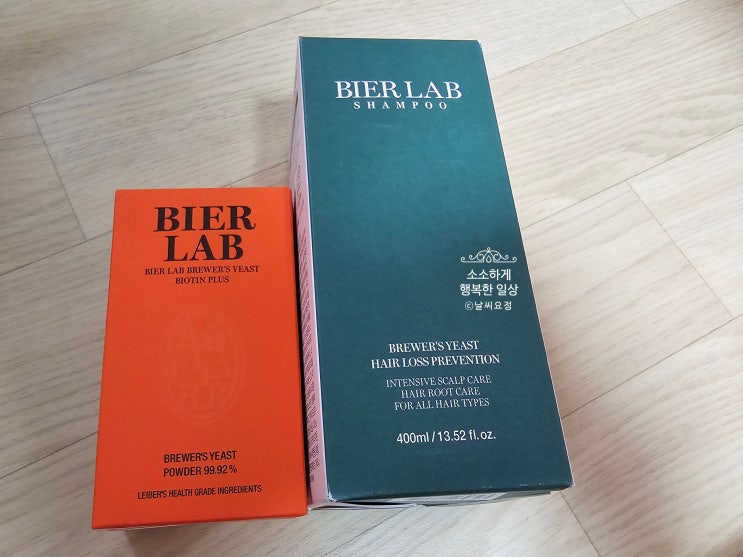 BIER
LAB
BIER LAB BREWER'S YEAST
BIOTIN PLUS
BREWER'S YEAST
POWDER 99.92%
LEIBER'S HEALTH GRADE INGREDIENTS
BIER LAB
SHAMPOO
소소하게
행복한 일상
ⓒ날씨요정
BREWER'S YEAST
HAIR LOSS PREVENTION
INTENSIVE SCALP CARE
HAIR ROOT CARE
FOR ALL HAIR TYPES
400ml / 13.52 fl. oz.